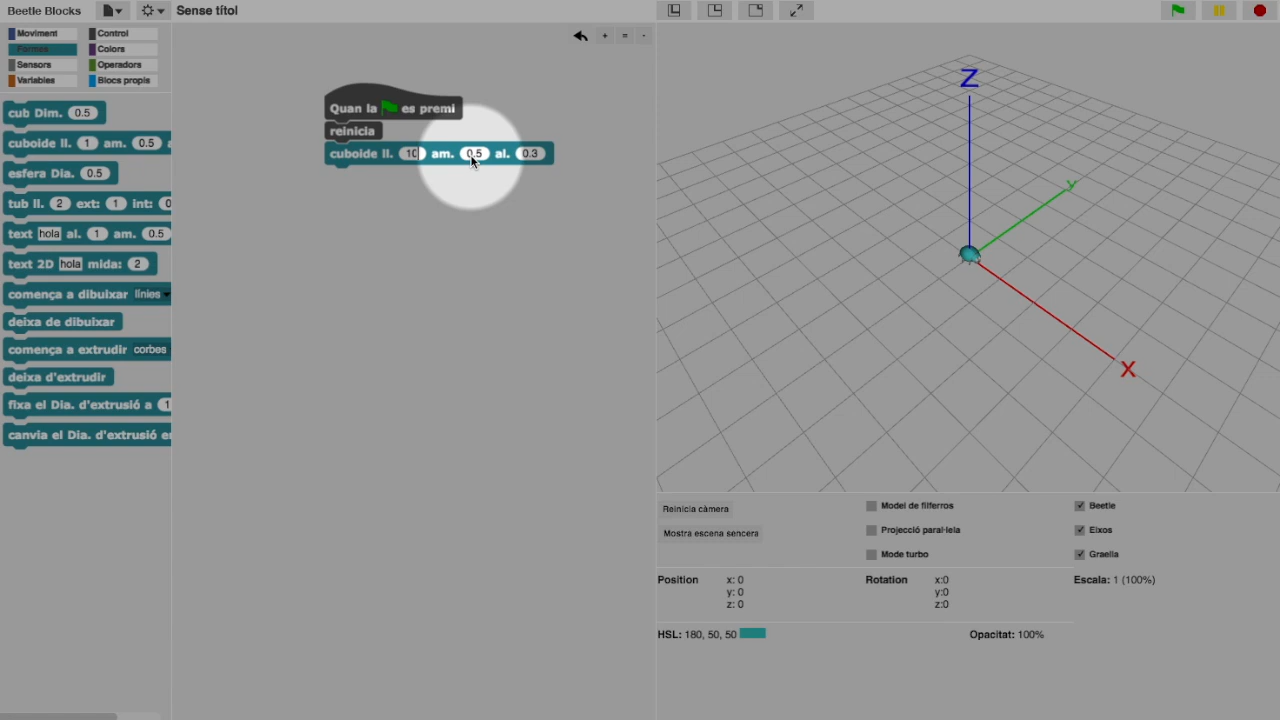 Beetle Blocks
Sense títol
Moviment
Control
Formes
Colors
Sensors
Operadors
Variables
Blocs propis
cub Dim. 0.5
cuboide ll. 1 am. 0.5
esfera Dia. 0.5
tub ll. 2 ext: 1 int: 0
text hola al. 1 am. 0.5
text 2D hola mida: 2
comença a dibuixar línies
deixa de dibuixar
comença a extrudir corbes
deixa d'extrudir
fixa el Dia. d'extrusió a 1
canvia el Dia. d'extrusió
+ = -
Quan la es premi
reinicia
cuboide ll. 10 am. 0.5 al. 0.3
Z
Y
X
Reinicia càmera
Mostra escena sencera
Model de filferros
Projecció paral·lela
Mode turbo
Beetle
Eixos
Graella
Position x: 0
y: 0
z: 0
Rotation x:0
y:0
z:0
Escala: 1 (100%)
HSL: 180, 50, 50
Opacitat: 100%